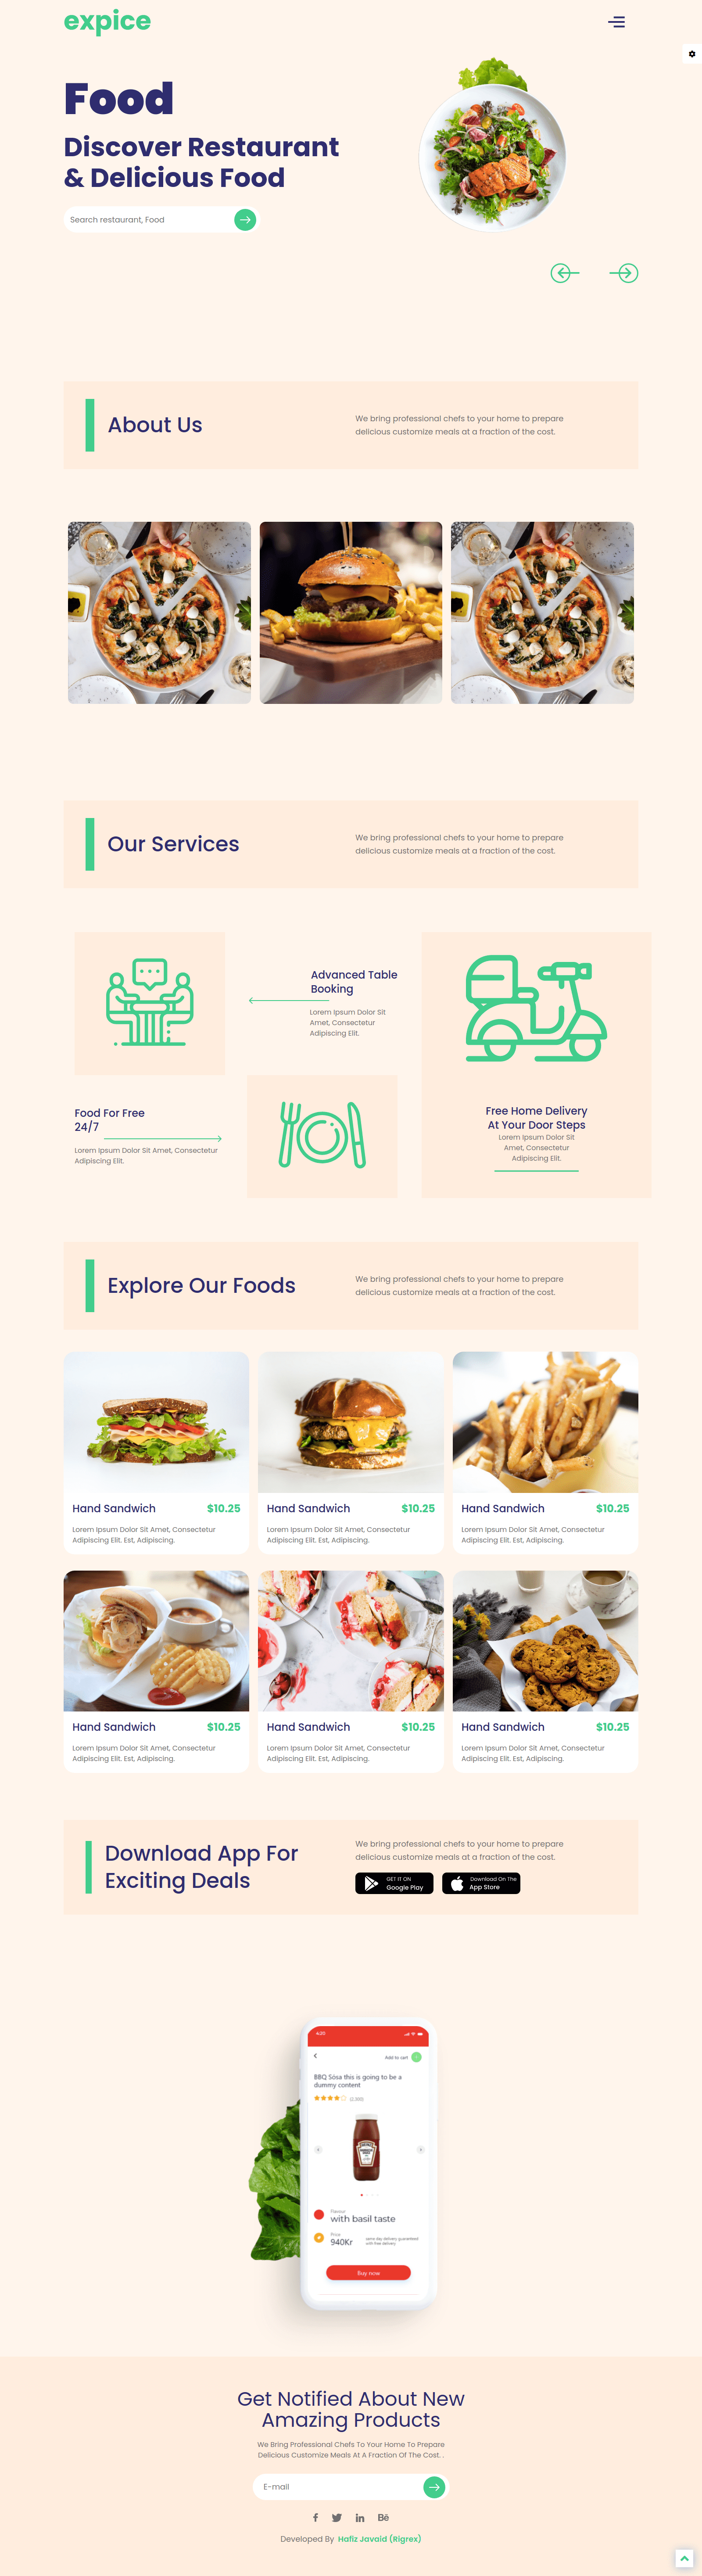 expice
Food
Discover Restaurant
& Delicious Food
Search restaurant, Food
About Us
We bring professional chefs to your home to prepare
delicious customize meals at a fraction of the cost.
Our Services
We bring professional chefs to your home to prepare
delicious customize meals at a fraction of the cost.
Advanced Table
Booking
Lorem Ipsum Dolor Sit
Amet, Consectetur
Adipiscing Elit.
Food For Free
24/7
Lorem Ipsum Dolor Sit Amet, Consectetur
Adipiscing Elit.
Free Home Delivery
At Your Door Steps
Lorem Ipsum Dolor Sit
Amet, Consectetur
Adipiscing Elit.
Explore Our Foods
We bring professional chefs to your home to prepare
delicious customize meals at a fraction of the cost.
Hand Sandwich $10.25
Lorem Ipsum Dolor Sit Amet, Consectetur
Adipiscing Elit. Est, Adipiscing.
Hand Sandwich $10.25
Lorem Ipsum Dolor Sit Amet, Consectetur
Adipiscing Elit. Est, Adipiscing.
Hand Sandwich $10.25
Lorem Ipsum Dolor Sit Amet, Consectetur
Adipiscing Elit. Est, Adipiscing.
Hand Sandwich $10.25
Lorem Ipsum Dolor Sit Amet, Consectetur
Adipiscing Elit. Est, Adipiscing.
Hand Sandwich $10.25
Lorem Ipsum Dolor Sit Amet, Consectetur
Adipiscing Elit. Est, Adipiscing.
Hand Sandwich $10.25
Lorem Ipsum Dolor Sit Amet, Consectetur
Adipiscing Elit. Est, Adipiscing.
Download App For
Exciting Deals
We bring professional chefs to your home to prepare
delicious customize meals at a fraction of the cost.
GET IT ON
Google Play
Download On The
App Store
4:20
Add to cart
BBQ Sosa this is going to be a
dummy content
HEINZ
Flavour
with basil taste
Price
940Kr
same day delivery guaranteed
with free delivery
Buy now
Get Notified About New
Amazing Products
We Bring Professional Chefs To Your Home To Prepare
Delicious Customize Meals At A Fraction Of The Cost. .
E-mail
Developed By Hafiz Javaid (Rigrex)